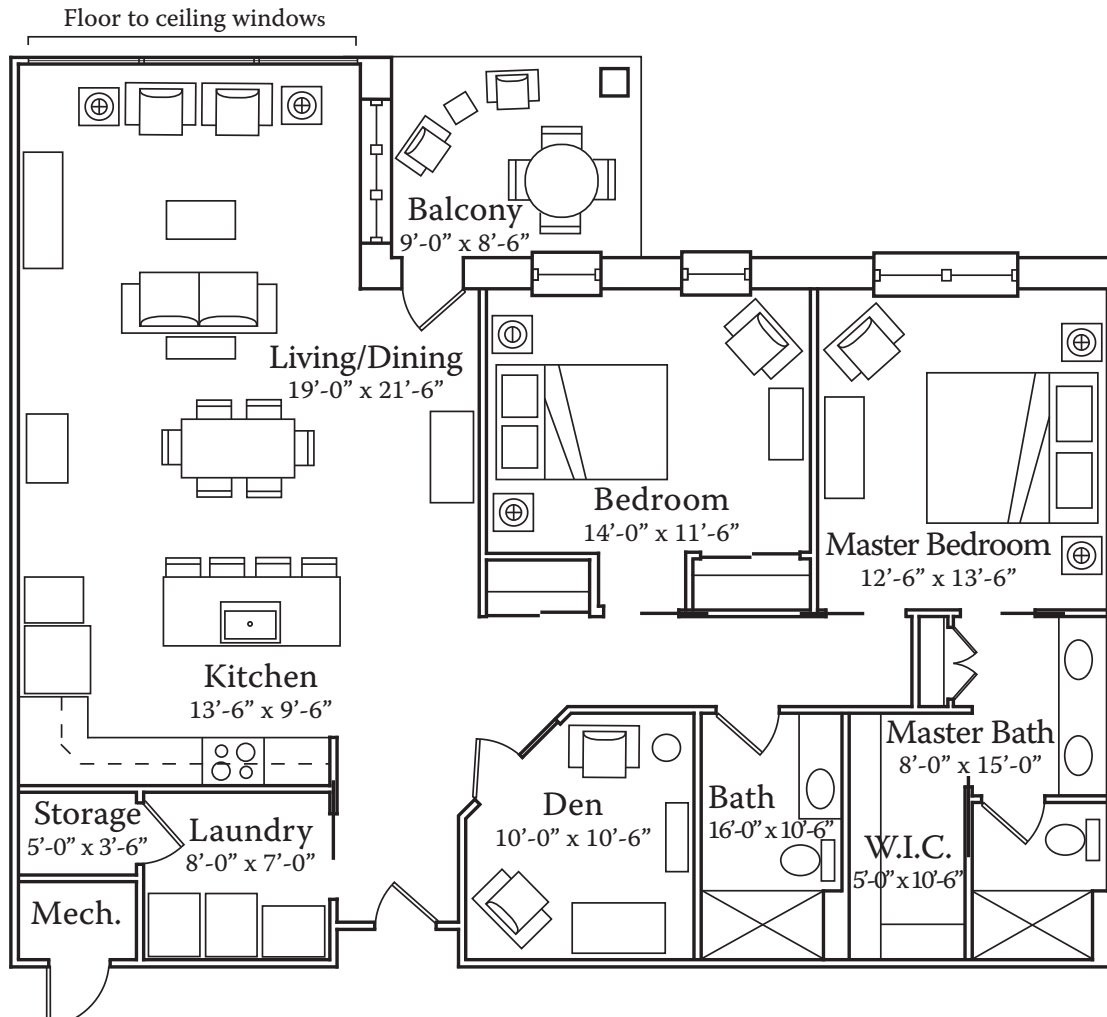 Floor to ceiling windows
Balcony
9’-0” x 8’-6”
Living/Dining
19’-0” x 21’-6”
Bedroom
14’-0” x 11’-6”
Master Bedroom
12’-6” x 13’-6”
Kitchen
13’-6” x 9’-6”
Master Bath
8’-0” x 15’-0”
Storage
5’-0” x 3’-6”
Laundry
8’-0” x 7’-0”
Den
10’-0” x 10’-6”
Bath
16’-0” x 10’-6”
W.I.C.
5’-0” x 10’-6”
Mech.